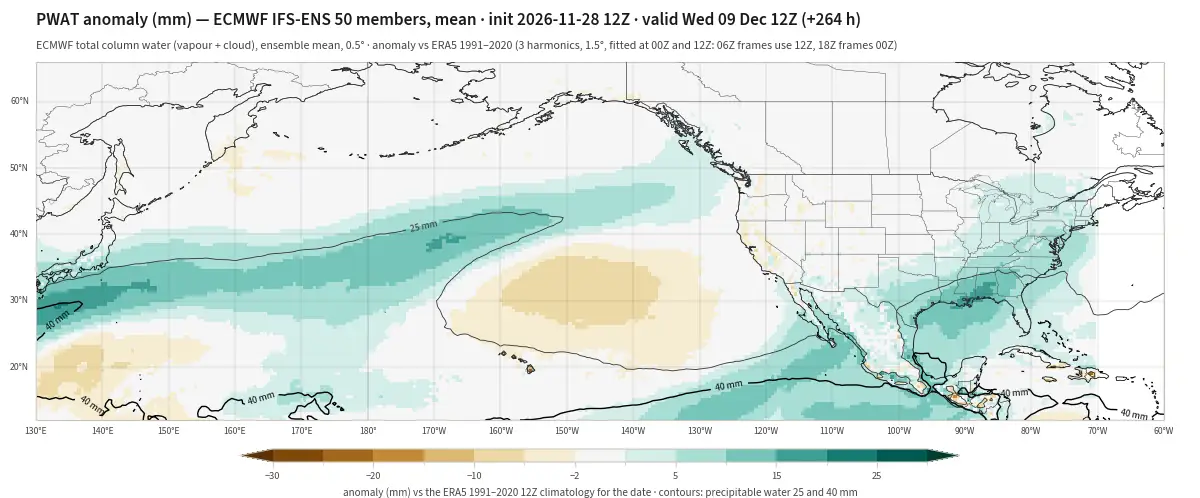 PWAT anomaly (mm) — ECMWF IFS-ENS 50 members, mean · init 2026-11-28 12Z · valid Wed 09 Dec 12Z (+264 h)
ECMWF total column water (vapour + cloud), ensemble mean, 0.5° · anomaly vs ERA5 1991–2020 (3 harmonics, 1.5°, fitted at 00Z and 12Z: 06Z frames use 12Z, 18Z frames 00Z)
60°N
50°N
40°N
30°N
20°N
25 mm
40 mm
40 mm
40 mm
40 mm
40 mm
40 mm
130°E 140°E 150°E 160°E 170°E 180° 170°W 160°W 150°W 140°W 130°W 120°W 110°W 100°W 90°W 80°W 70°W 60°W
−30 −20 −10 −2 5 15 25
anomaly (mm) vs the ERA5 1991–2020 12Z climatology for the date · contours: precipitable water 25 and 40 mm